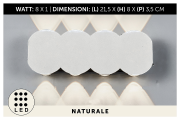 WATT: 8 X 1 | DIMENSIONI: (L) 21,5 X (H) 8 X (P) 3,5 CM
LED
NATURALE